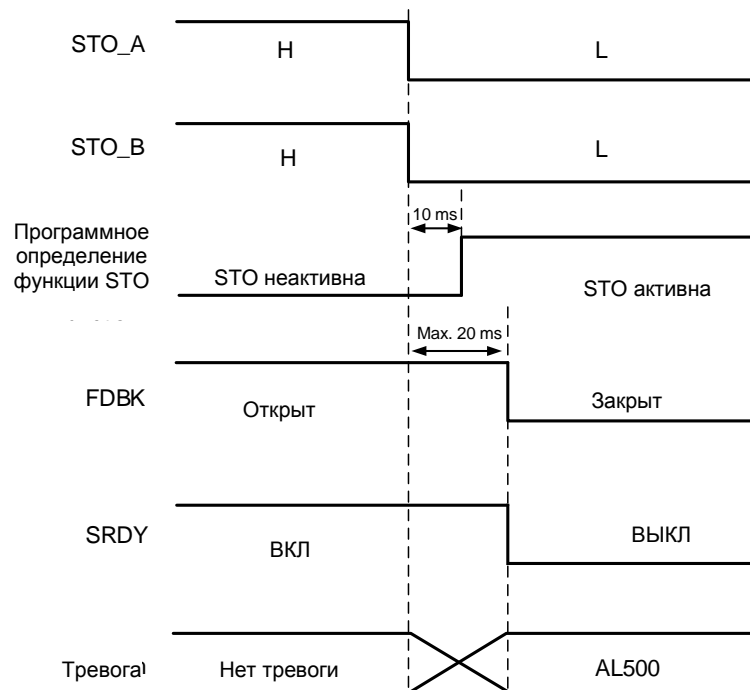 STO_A
H
L
STO_B
H
L
10 ms
Программное
определение
функции STO
STO неактивна
STO активна
Max. 20 ms
FDBK
Открыт
Закрыт
SRDY
ВКЛ
ВЫКЛ
Тревога
Нет тревоги
AL500